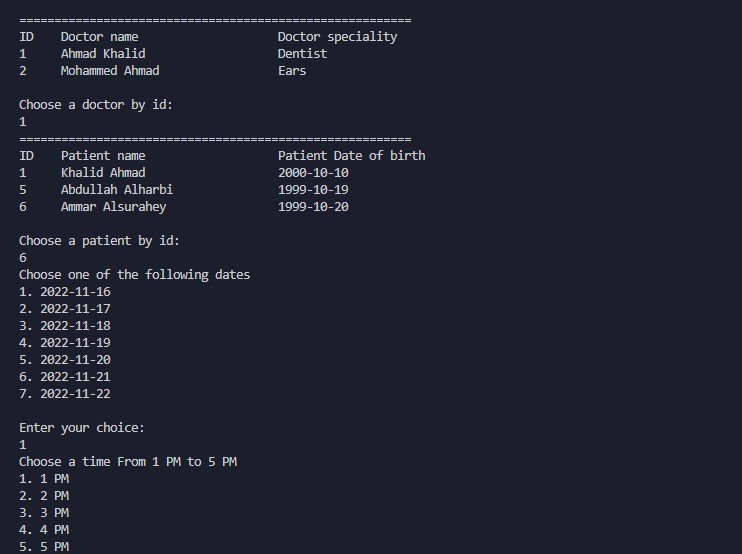 ========================================================
ID    Doctor name                    Doctor speciality
1     Ahmad Khalid                   Dentist
2     Mohammed Ahmad                 Ears
Choose a doctor by id:
1
========================================================
ID    Patient name                   Patient Date of birth
1     Khalid Ahmad                   2000-10-10
5     Abdullah Alharbi               1999-10-19
6     Ammar Alsurahey                1999-10-20
Choose a patient by id:
6
Choose one of the following dates
1. 2022-11-16
2. 2022-11-17
3. 2022-11-18
4. 2022-11-19
5. 2022-11-20
6. 2022-11-21
7. 2022-11-22
Enter your choice:
1
Choose a time From 1 PM to 5 PM
1. 1 PM
2. 2 PM
3. 3 PM
4. 4 PM
5. 5 PM